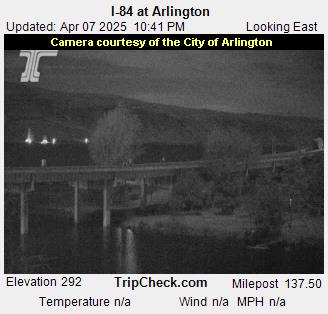 I-84 at Arlington
Updated: Apr 07 2025 10:41 PM Looking East
Camera courtesy of the City of Arlington
Elevation 292 TripCheck.com Milepost 137.50
Temperature n/a Wind n/a MPH n/a